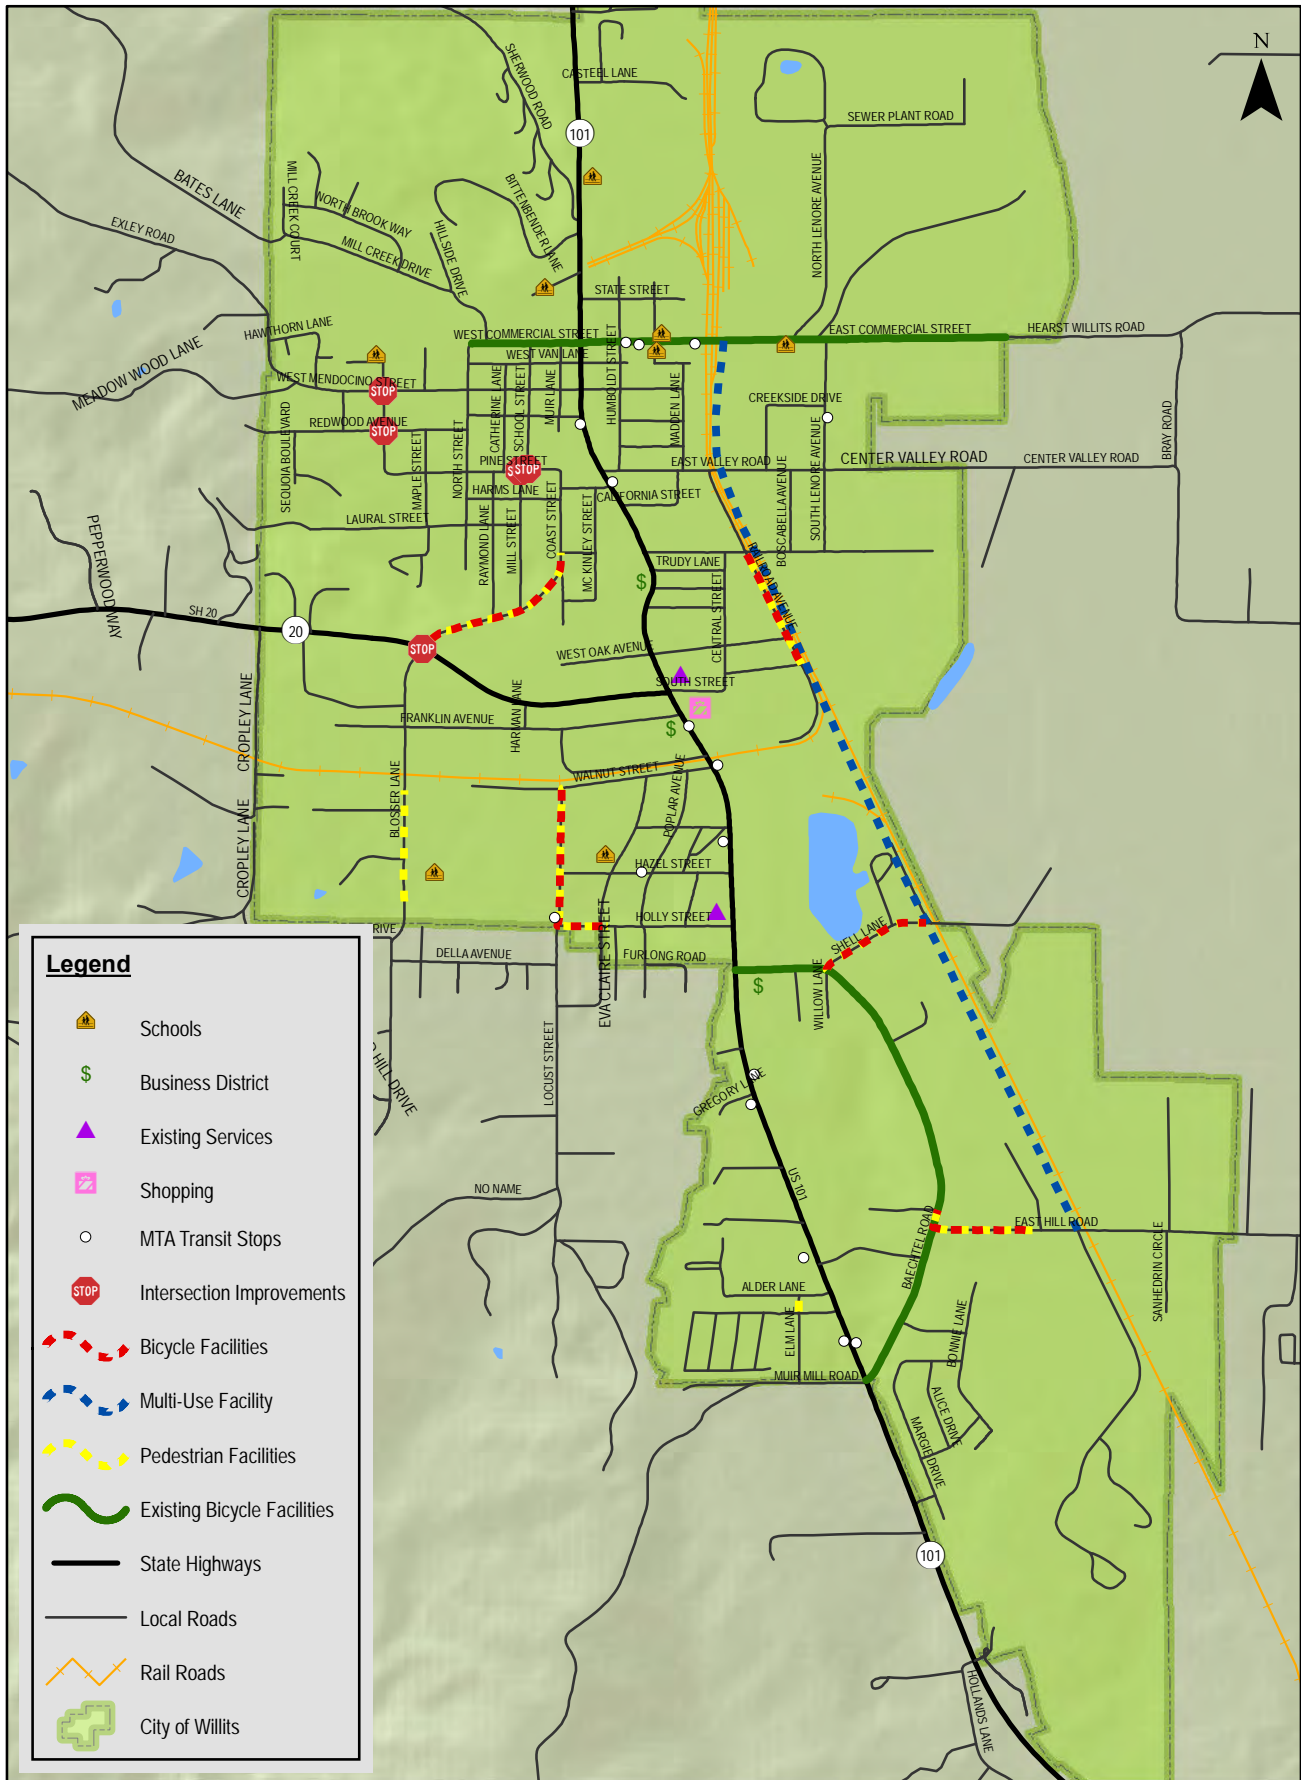 N
CASTEEL LANE
SHERWOOD ROAD
SEWER PLANT ROAD
101
NORTH LENORE AVENUE
BATES LANE
MILL CREEK COURT
NORTH BROOK WAY
BITTENBENDER LANE
EXLEY ROAD
MILL CREEK DRIVE
HILLSIDE DRIVE
STATE STREET
HAWTHORN LANE
WEST COMMERCIAL STREET
EAST COMMERCIAL STREET
HEARST WILLITS ROAD
HUMBOLDT STREET
WEST VAN LANE
MEADOW WOOD LANE
WEST MENDOCINO STREET
STOP
CATHERINE LANE
SCHOOL STREET
MUIR LANE
MADDEN LANE
CREEKSIDE DRIVE
BRAY ROAD
SEQUOIA BOULEVARD
REDWOOD AVENUE
STOP
MAPLE STREET
NORTH STREET
PINE STREET
S
STOP
EAST VALLEY ROAD
CENTER VALLEY ROAD
CENTER VALLEY ROAD
SOUTH LENORE AVENUE
BOSCABELLA AVENUE
HARMS LANE
CALIFORNIA STREET
LAURAL STREET
RAYMOND LANE
MILL STREET
COAST STREET
MC KINLEY STREET
PEPPERWOOD WAY
TRUDY LANE
RAILROAD AVENUE
$
CENTRAL STREET
SH 20
20
STOP
WEST OAK AVENUE
SOUTH STREET
CROPLEY LANE
FRANKLIN AVENUE
HARMAN LANE
$
WALNUT STREET
BLOSSER LANE
POPLAR AVENUE
CROPLEY LANE
HAZEL STREET
HOLLY STREET
EVA CLAIRE STREET
SHELL LANE
RIVE
DELLA AVENUE
FURLONG ROAD
WILLOW LANE
$
LOCUST STREET
HILL DRIVE
GREGORY LANE
US 101
NO NAME
BAECHTEL ROAD
EAST HILL ROAD
SANHEDRIN CIRCLE
ALDER LANE
ELM LANE
BONNIE LANE
MUIR MILL ROAD
ALICE DRIVE
MARGIE DRIVE
101
HOLLANDS LANE
Legend
Schools
$ Business District
Existing Services
Shopping
MTA Transit Stops
STOP Intersection Improvements
Bicycle Facilities
Multi-Use Facility
Pedestrian Facilities
Existing Bicycle Facilities
State Highways
Local Roads
Rail Roads
City of Willits